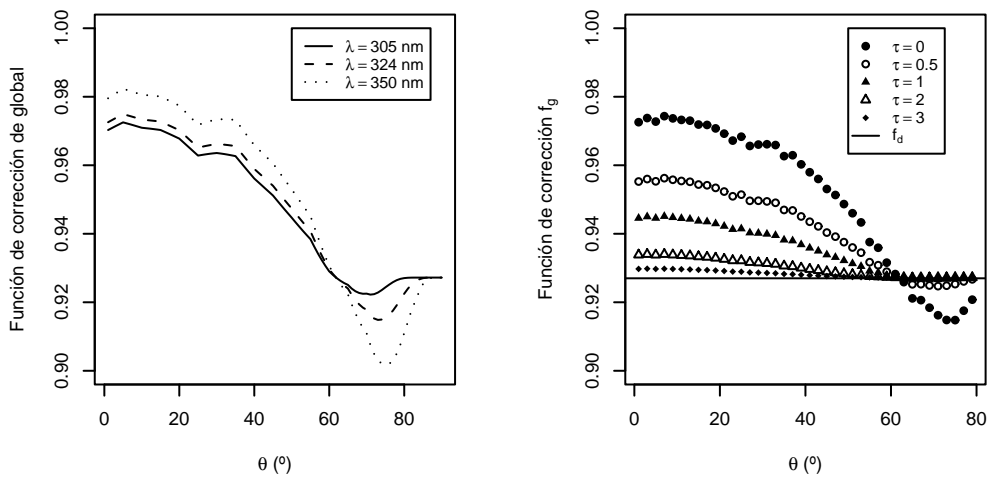 Función de corrección de global
1.00
0.98
0.96
0.94
0.92
0.90
0 20 40 60 80
θ (º)
λ = 305 nm
λ = 324 nm
λ = 350 nm
Función de corrección fg
1.00
0.98
0.96
0.94
0.92
0.90
0 20 40 60 80
θ (º)
τ = 0
τ = 0.5
τ = 1
τ = 2
τ = 3
fd